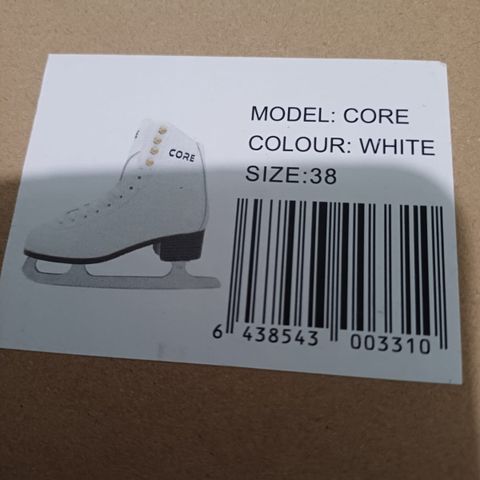 MODEL: CORE
COLOUR: WHITE
SIZE:38
CORE
6 438543 003310